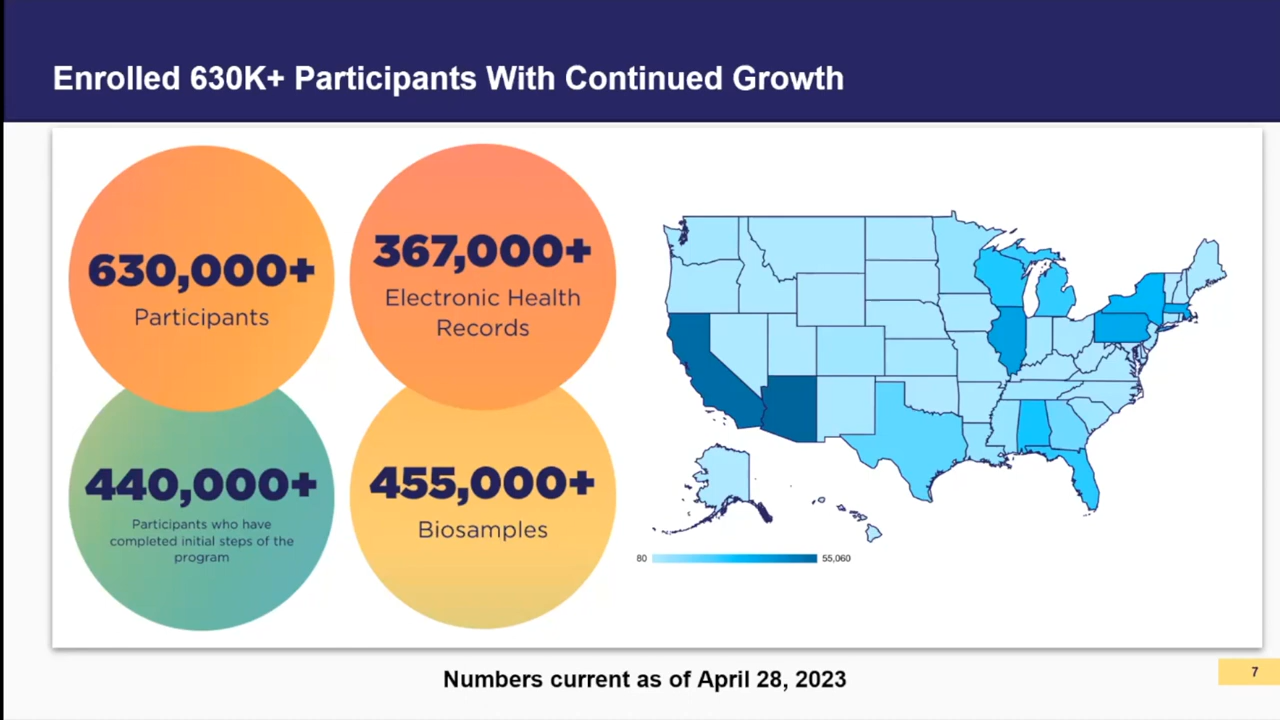 Enrolled 630K+ Participants With Continued Growth
630,000+
Participants
367,000+
Electronic Health
Records
440,000+
Participants who have
completed initial steps of the
program
455,000+
Biosamples
80
55,060
Numbers current as of April 28, 2023
7